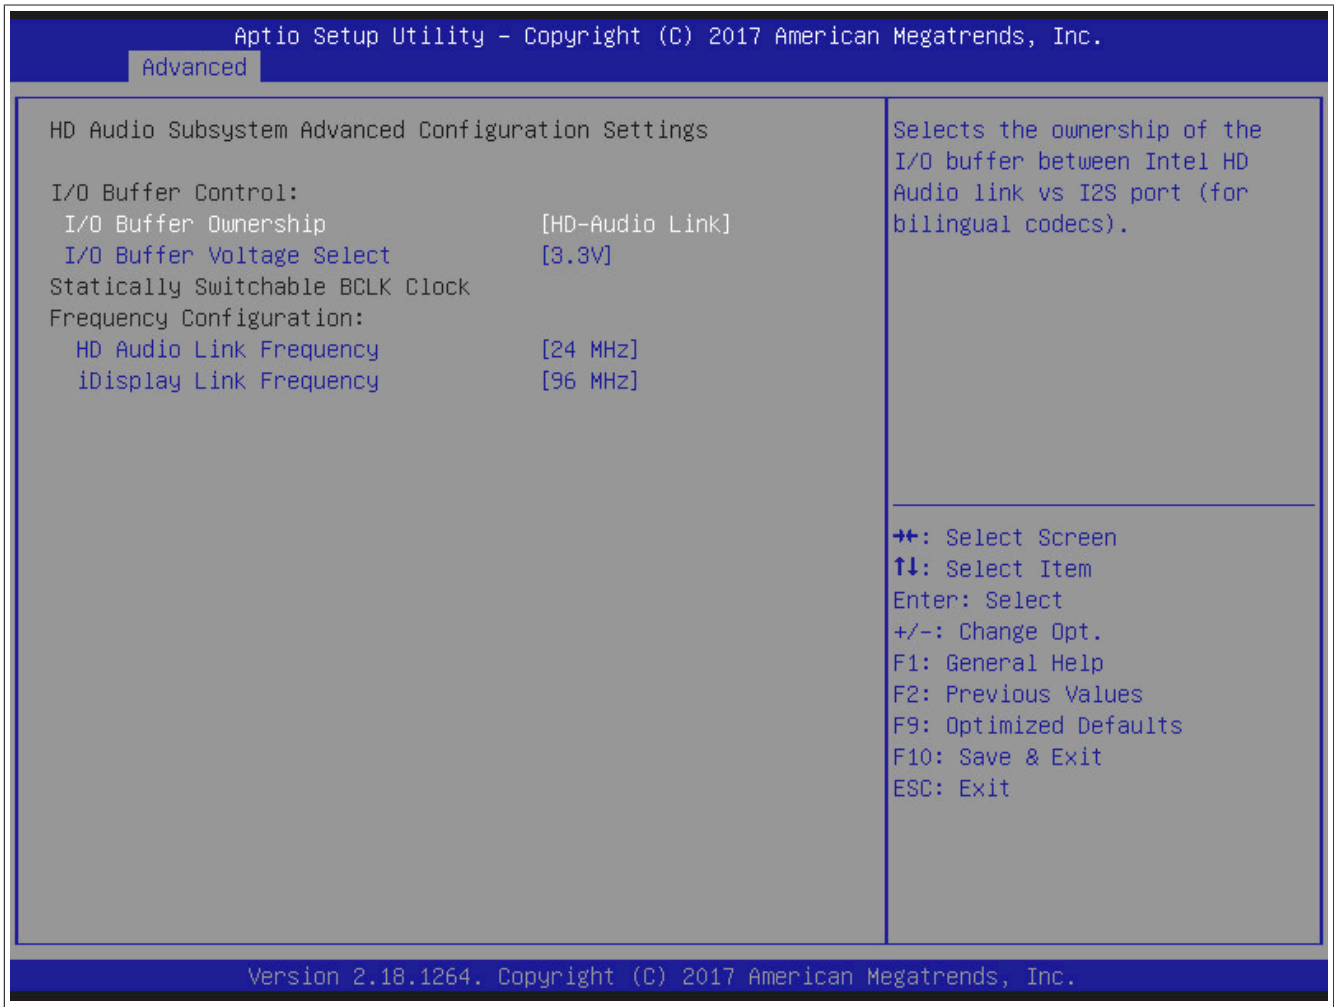 Aptio Setup Utility – Copyright (C) 2017 American Megatrends, Inc.
Advanced
HD Audio Subsystem Advanced Configuration Settings
I/O Buffer Control:
I/O Buffer Ownership [HD-Audio Link]
I/O Buffer Voltage Select [3.3V]
Statically Switchable BCLK Clock
Frequency Configuration:
HD Audio Link Frequency [24 MHz]
iDisplay Link Frequency [96 MHz]
Selects the ownership of the
I/O buffer between Intel HD
Audio link vs I2S port (for
bilingual codecs).
→←: Select Screen
↑↓: Select Item
Enter: Select
+/-: Change Opt.
F1: General Help
F2: Previous Values
F9: Optimized Defaults
F10: Save & Exit
ESC: Exit
Version 2.18.1264. Copyright (C) 2017 American Megatrends, Inc.